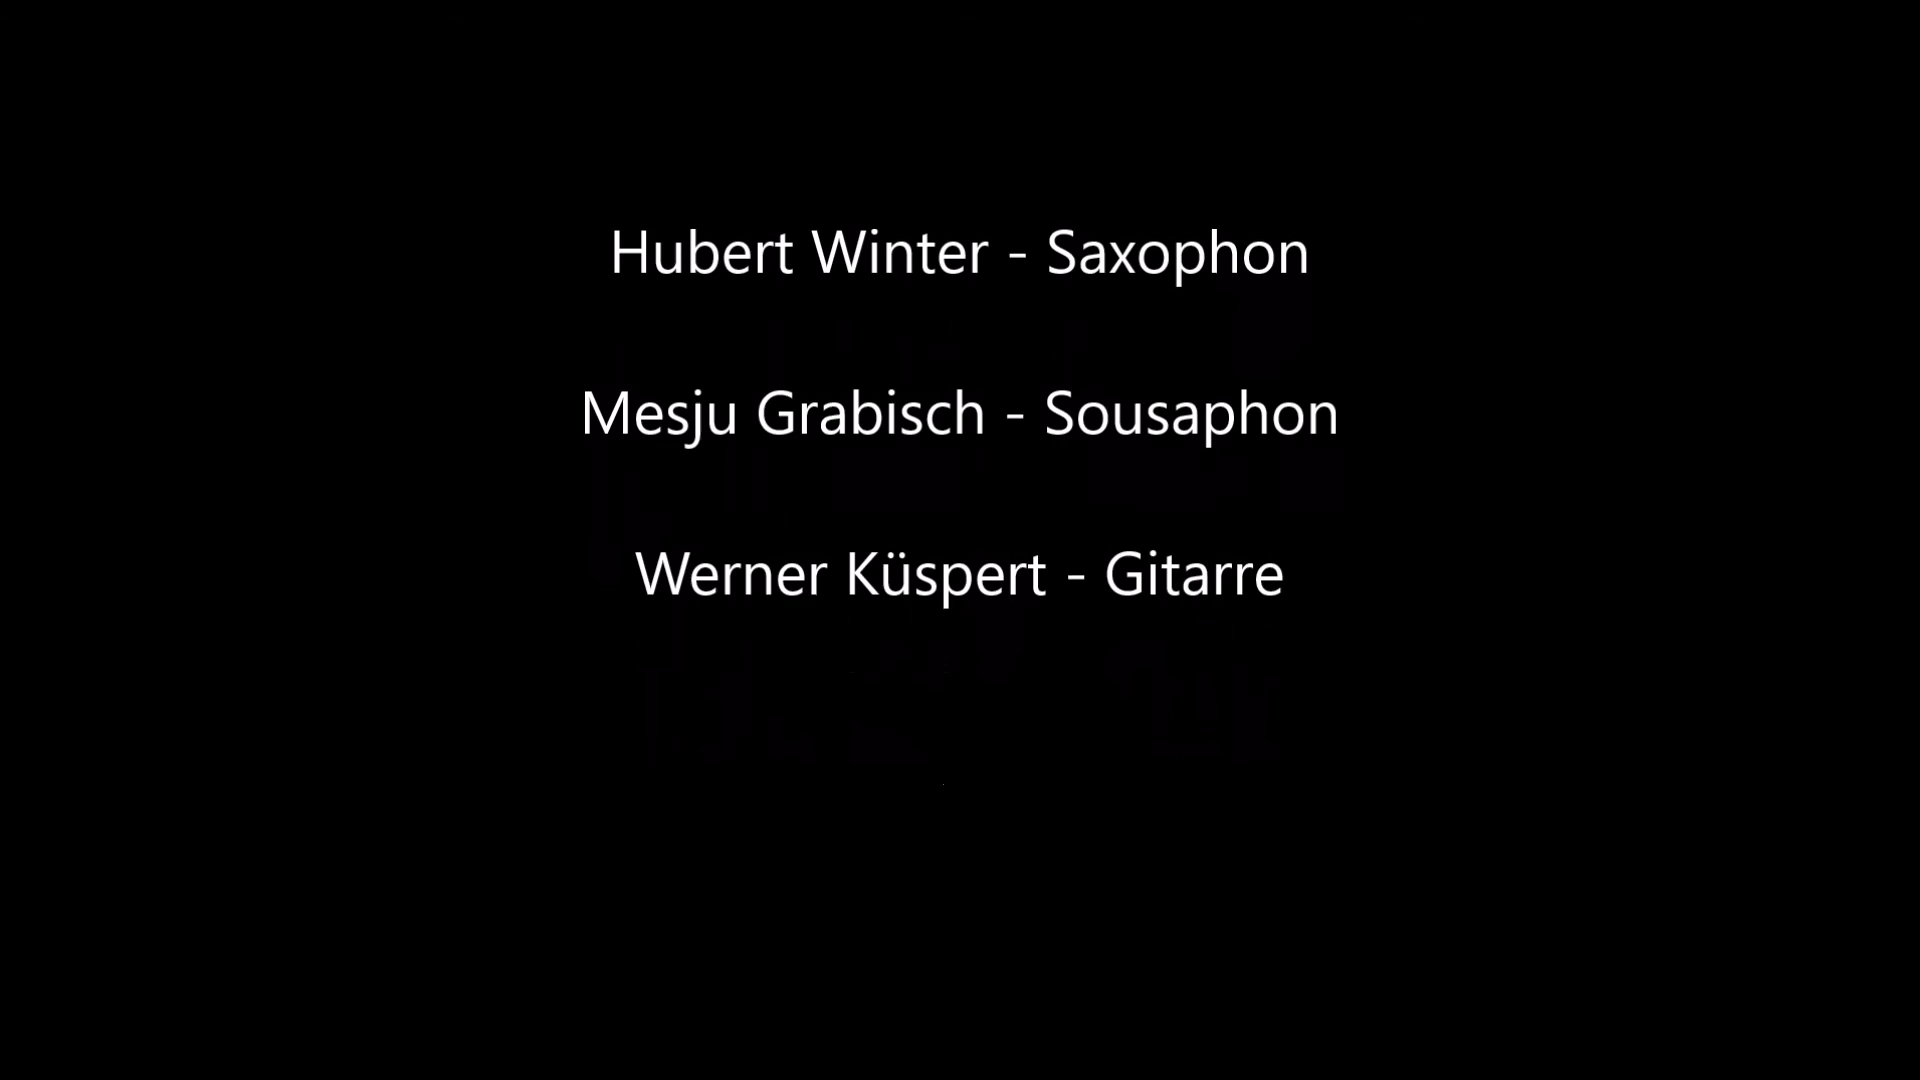 Hubert Winter - Saxophon
Mesju Grabisch - Sousaphon
Werner Küspert - Gitarre